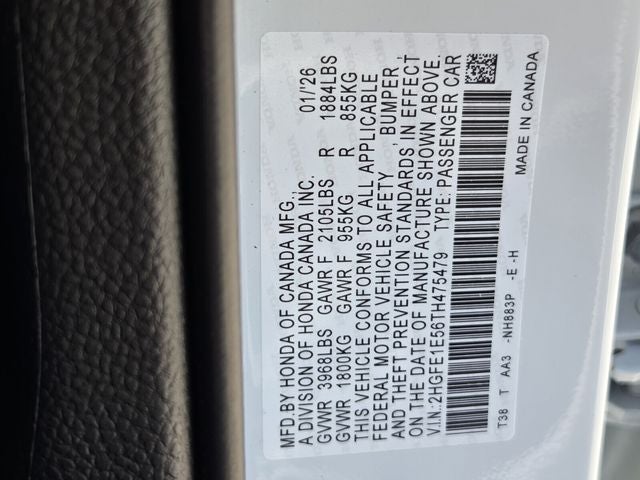 MFD.BY HONDA OF CANADA MFG., 01/'26
A DIVISION OF HONDA CANADA INC.
GVWR 3968LBS GAWR F 2105LBS R 1884LBS
GVWR 1800KG GAWR F 955KG R 855KG
THIS VEHICLE CONFORMS TO ALL APPLICABLE
FEDERAL MOTOR VEHICLE SAFETY , BUMPER ,
AND THEFT PREVENTION STANDARDS IN EFFECT
ON THE DATE OF MANUFACTURE SHOWN ABOVE.
V.I.N.:2HGFE1E56TH475479 TYPE: PASSENGER CAR
T38 T AA3 -NH883P -E -H
MADE IN CANADA